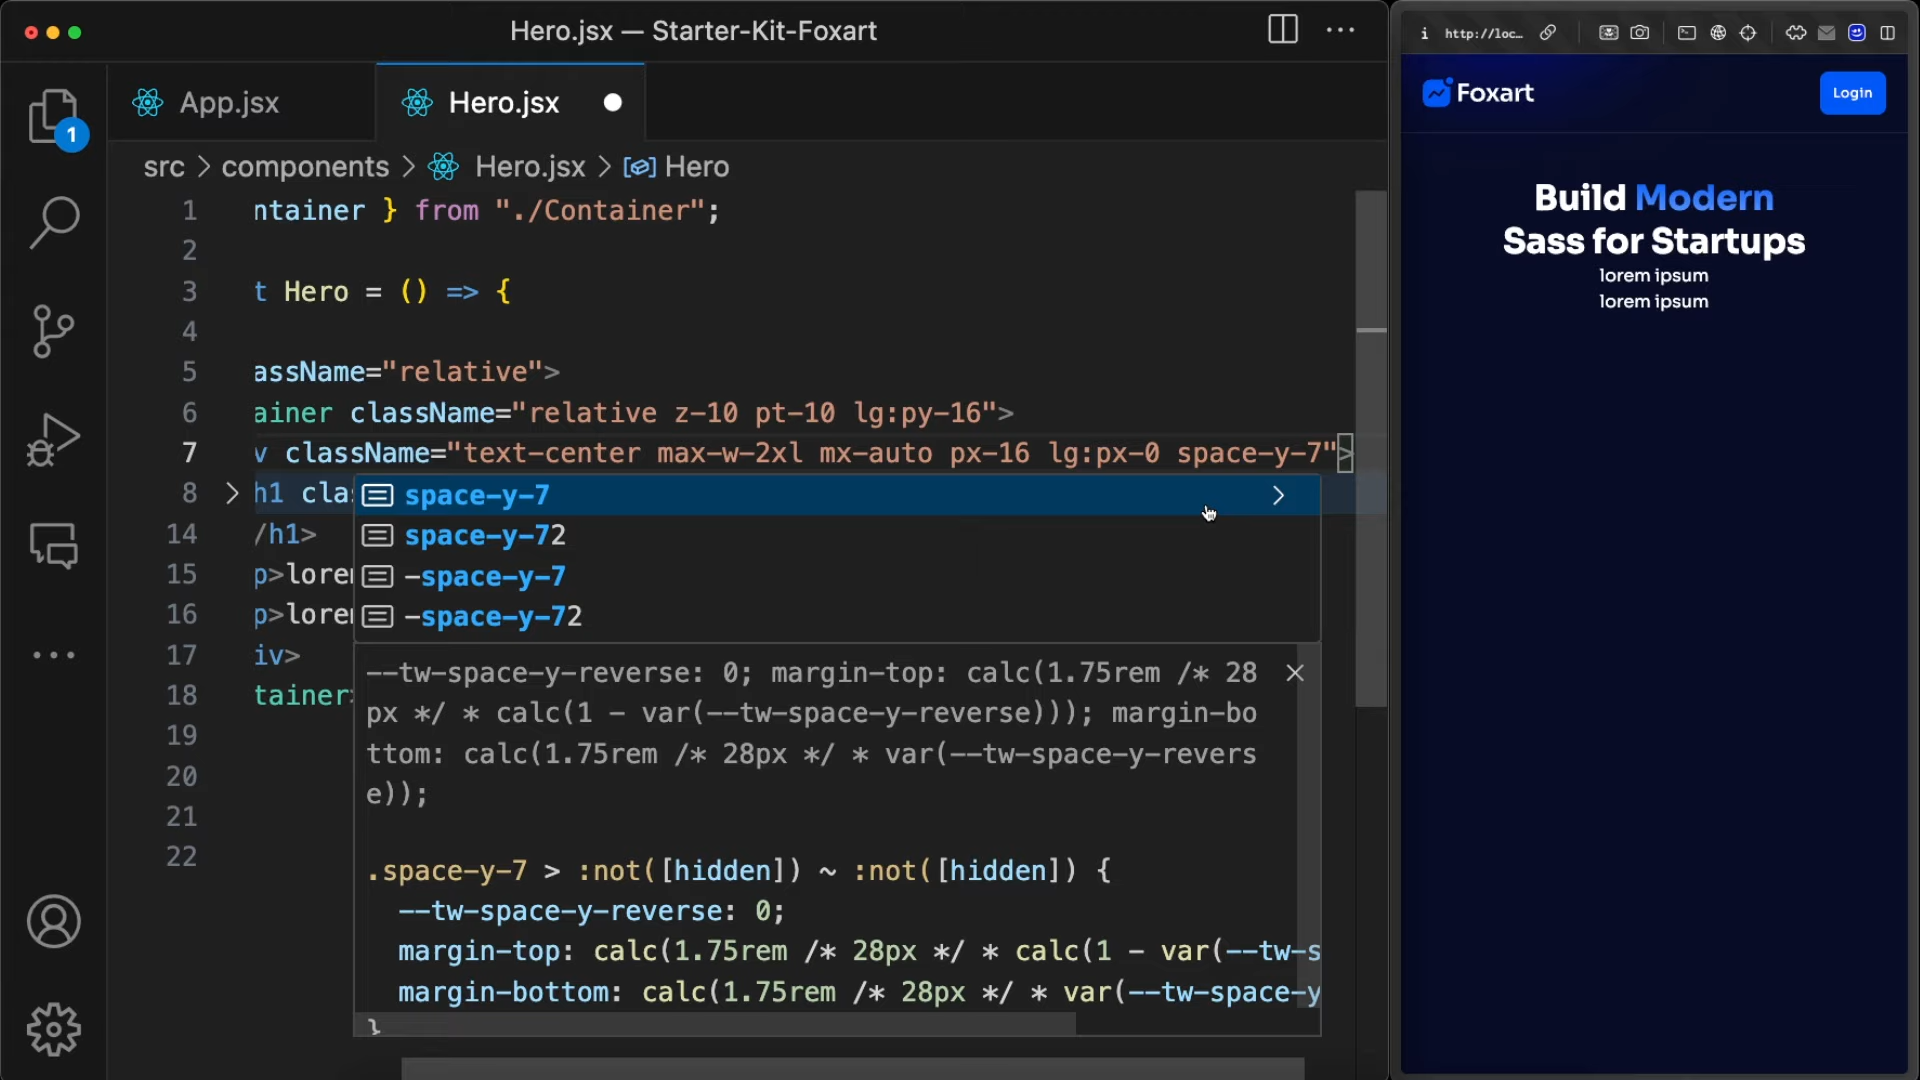 Hero.jsx — Starter-Kit-Foxart
App.jsx
Hero.jsx
1
src > components > Hero.jsx > Hero
1 ntainer } from "./Container";
2
3 t Hero = () => {
4
5 assName="relative">
6 ainer className="relative z-10 pt-10 lg:py-16">
7 v className="text-center max-w-2xl mx-auto px-16 lg:px-0 space-y-7">
8 h1 clas
14 /h1>
15 p>lorem
16 p>lorem
17 iv>
18 tainer>
19
20
21
22
space-y-7
space-y-72
-space-y-7
-space-y-72
--tw-space-y-reverse: 0; margin-top: calc(1.75rem /* 28
px */ * calc(1 - var(--tw-space-y-reverse))); margin-bo
ttom: calc(1.75rem /* 28px */ * var(--tw-space-y-revers
e));
.space-y-7 > :not([hidden]) ~ :not([hidden]) {
--tw-space-y-reverse: 0;
margin-top: calc(1.75rem /* 28px */ * calc(1 - var(--tw-s
margin-bottom: calc(1.75rem /* 28px */ * var(--tw-space-y
}
http://loc...
Foxart
Login
Build Modern
Sass for Startups
lorem ipsum
lorem ipsum